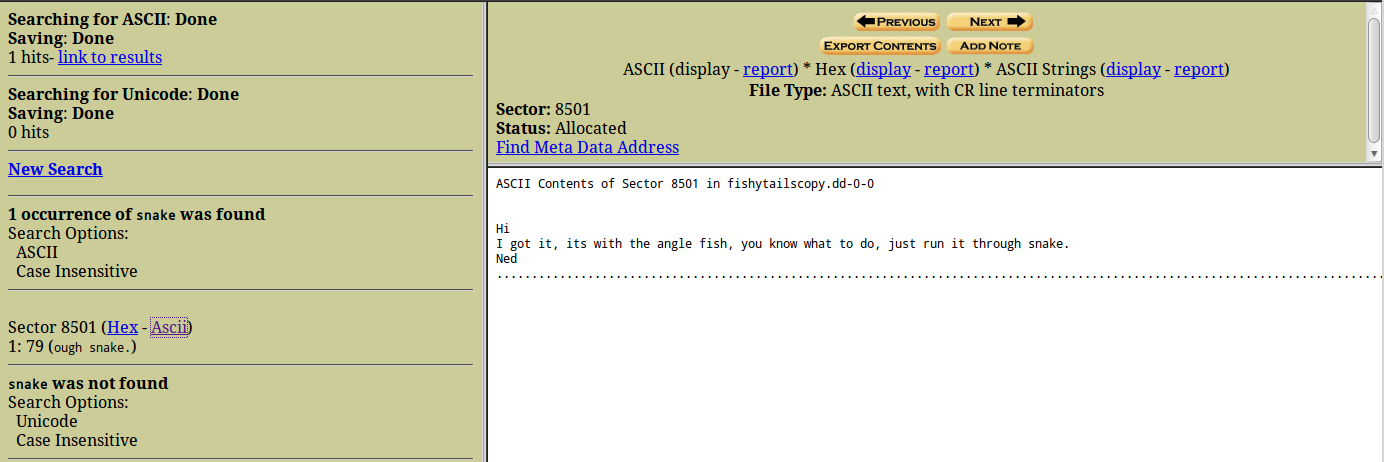 Searching for ASCII: Done
Saving: Done
1 hits- link to results
Searching for Unicode: Done
Saving: Done
0 hits
New Search
1 occurrence of snake was found
Search Options:
ASCII
Case Insensitive
Sector 8501 (Hex - Ascii)
1: 79 (ough snake.)
snake was not found
Search Options:
Unicode
Case Insensitive
PREVIOUS NEXT
EXPORT CONTENTS ADD NOTE
ASCII (display - report) * Hex (display - report) * ASCII Strings (display - report)
File Type: ASCII text, with CR line terminators
Sector: 8501
Status: Allocated
Find Meta Data Address
ASCII Contents of Sector 8501 in fishytailscopy.dd-0-0
Hi
I got it, its with the angle fish, you know what to do, just run it through snake.
Ned
................................................................................................................................